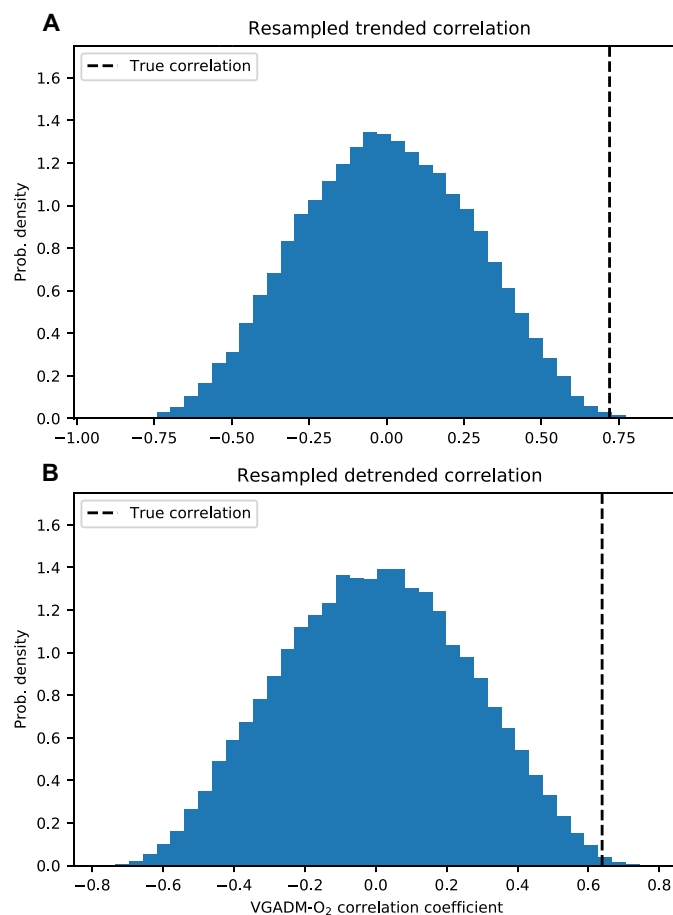 A
Resampled trended correlation
True correlation
Prob. density
1.6
1.4
1.2
1.0
0.8
0.6
0.4
0.2
0.0
−1.00 −0.75 −0.50 −0.25 0.00 0.25 0.50 0.75
B
Resampled detrended correlation
True correlation
Prob. density
1.6
1.4
1.2
1.0
0.8
0.6
0.4
0.2
0.0
−0.8 −0.6 −0.4 −0.2 0.0 0.2 0.4 0.6 0.8
VGADM-O₂ correlation coefficient